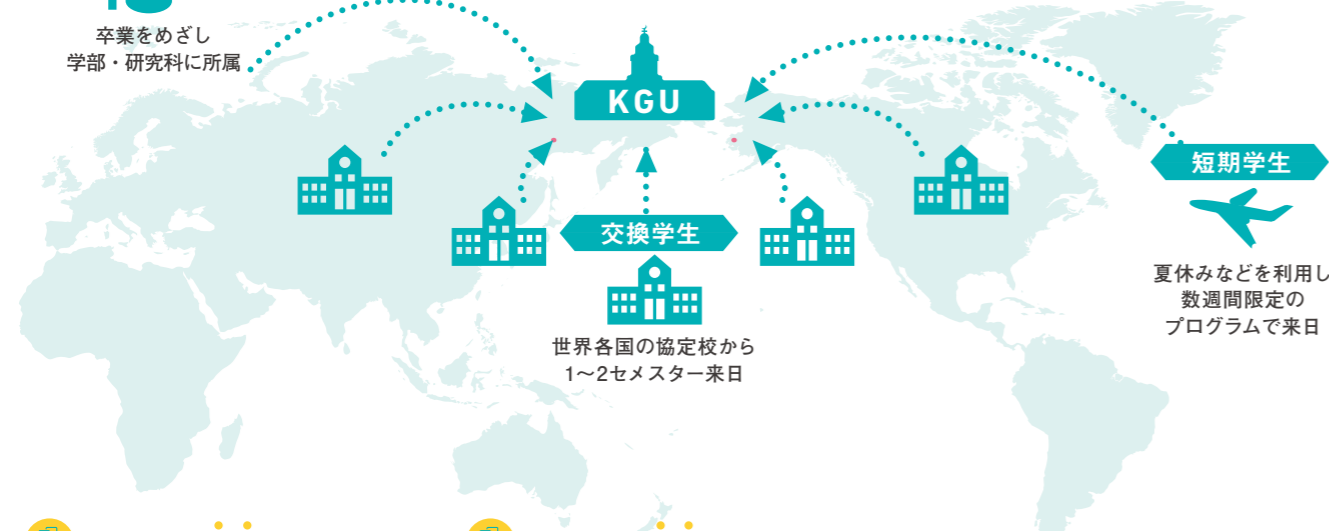 卒業をめざし
学部・研究科に所属
KGU
短期学生
夏休みなどを利用し
数週間限定の
プログラムで来日
交換学生
世界各国の協定校から
1〜2セメスター来日